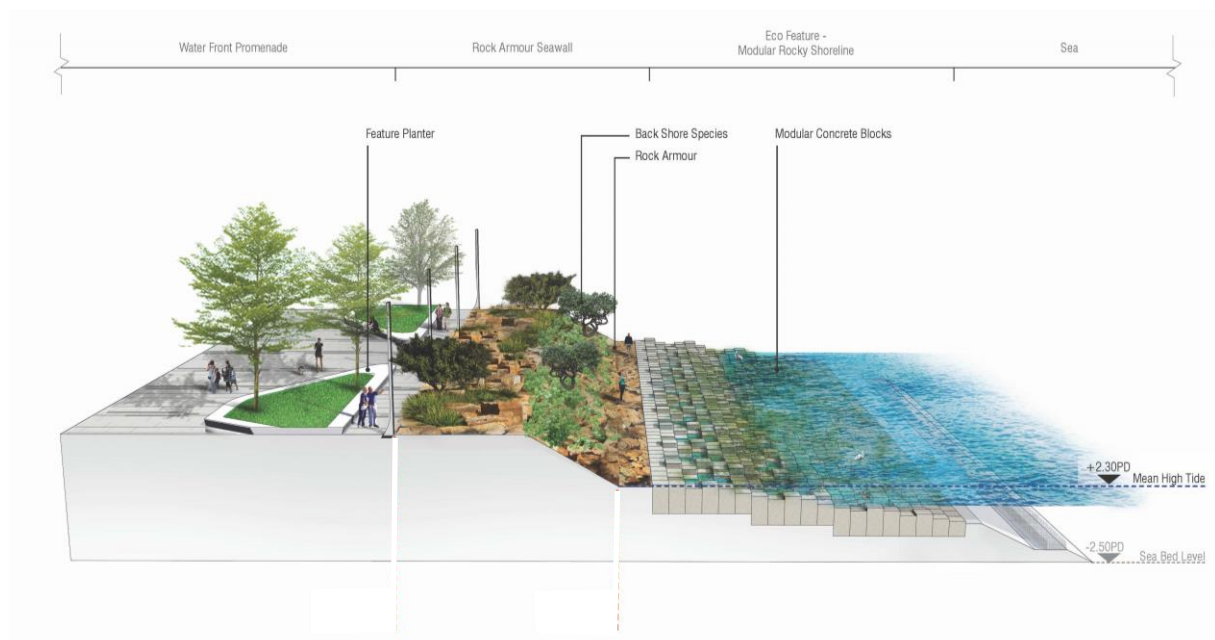 Water Front Promenade
Rock Armour Seawall
Eco Feature -
Modular Rocky Shoreline
Sea
Feature Planter
Back Shore Species
Modular Concrete Blocks
Rock Armour
+2.30PD
Mean High Tide
-2.50PD
Sea Bed Level